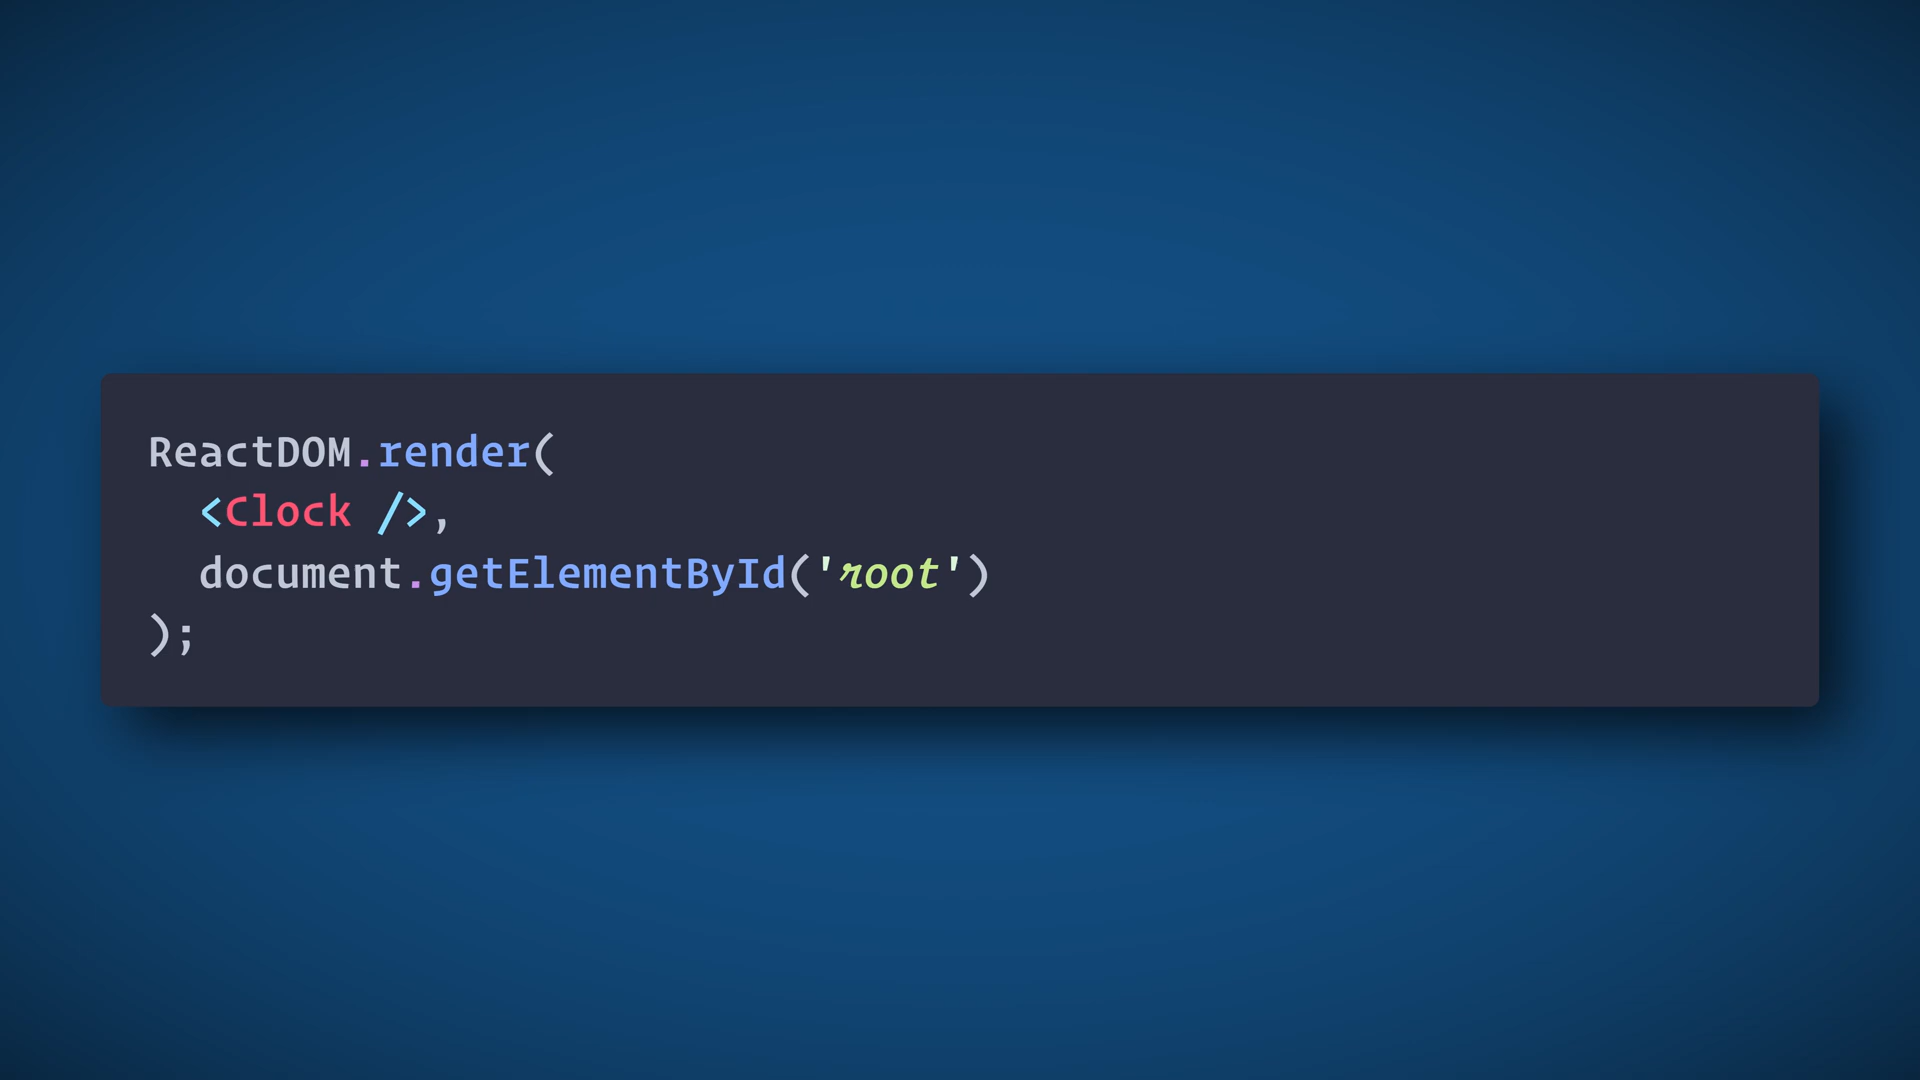 ReactDOM.render(
  <Clock />,
  document.getElementById('root')
);